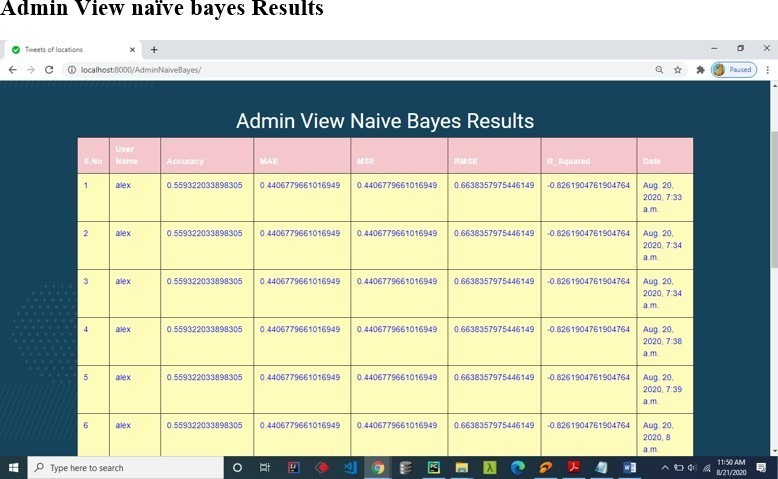 Admin View naïve bayes Results
Tweets of locations
localhost:8000/AdminNaiveBayes/
Paused
Admin View Naive Bayes Results
S.No User Name Accuracy MAE MSE RMSE R_Squared Date
1 alex 0.559322033898305 0.4406779661016949 0.4406779661016949 0.6638357975446149 -0.8261904761904764 Aug. 20, 2020, 7:33 a.m.
2 alex 0.559322033898305 0.4406779661016949 0.4406779661016949 0.6638357975446149 -0.8261904761904764 Aug. 20, 2020, 7:34 a.m.
3 alex 0.559322033898305 0.4406779661016949 0.4406779661016949 0.6638357975446149 -0.8261904761904764 Aug. 20, 2020, 7:34 a.m.
4 alex 0.559322033898305 0.4406779661016949 0.4406779661016949 0.6638357975446149 -0.8261904761904764 Aug. 20, 2020, 7:38 a.m.
5 alex 0.559322033898305 0.4406779661016949 0.4406779661016949 0.6638357975446149 -0.8261904761904764 Aug. 20, 2020, 7:39 a.m.
6 alex 0.559322033898305 0.4406779661016949 0.4406779661016949 0.6638357975446149 -0.8261904761904764 Aug. 20, 2020, 8 a.m.
Type here to search
11:50 AM
8/21/2020